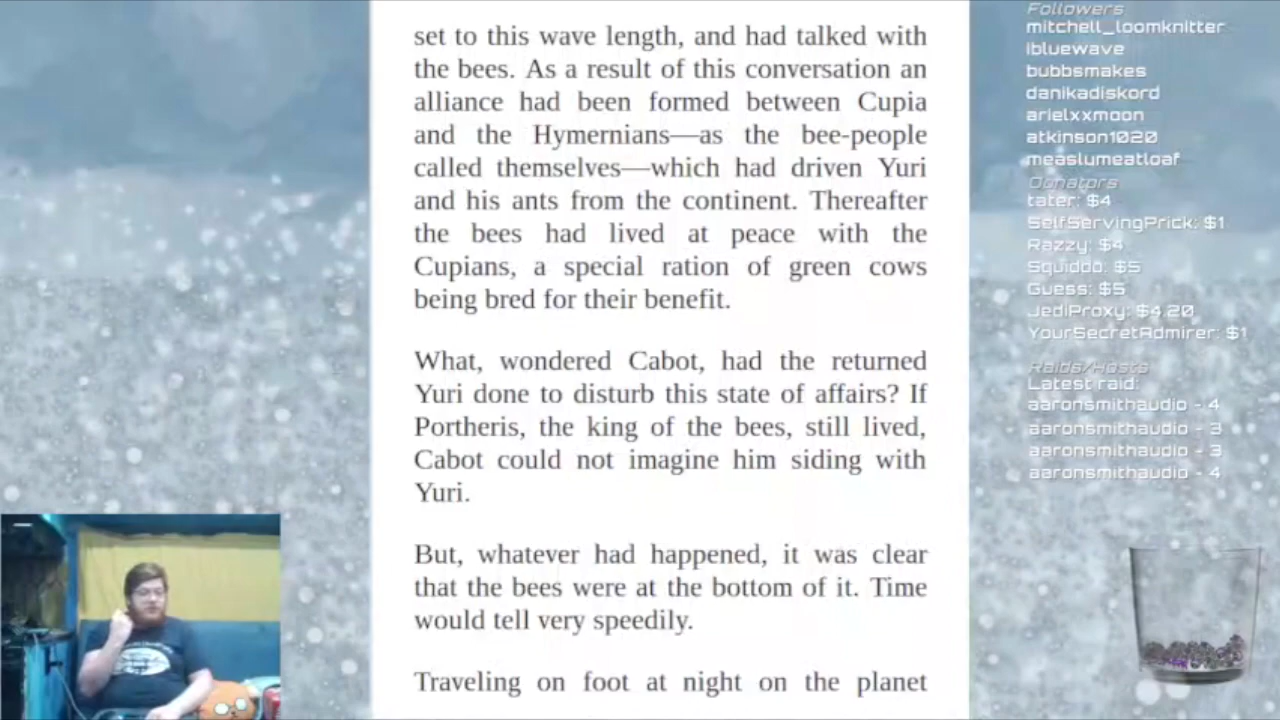 set to this wave length, and had talked with
the bees. As a result of this conversation an
alliance had been formed between Cupia
and the Hymernians—as the bee-people
called themselves—which had driven Yuri
and his ants from the continent. Thereafter
the bees had lived at peace with the
Cupians, a special ration of green cows
being bred for their benefit.
What, wondered Cabot, had the returned
Yuri done to disturb this state of affairs? If
Portheris, the king of the bees, still lived,
Cabot could not imagine him siding with
Yuri.
But, whatever had happened, it was clear
that the bees were at the bottom of it. Time
would tell very speedily.
Traveling on foot at night on the planet
Followers
mitchell_loomknitter
lbluewave
bubbsmakes
danikadiskord
arielxxmoon
atkinson1020
measlymeatloaf
Donators
tater: $4
SelfServingPrick: $1
Razzy: $4
Squiddo: $5
Guess: $5
JediProxy: $4.20
YourSecretAdmirer: $1
Raids/Hosts
Latest raid:
aaronsmithaudio - 4
aaronsmithaudio - 3
aaronsmithaudio - 3
aaronsmithaudio - 4